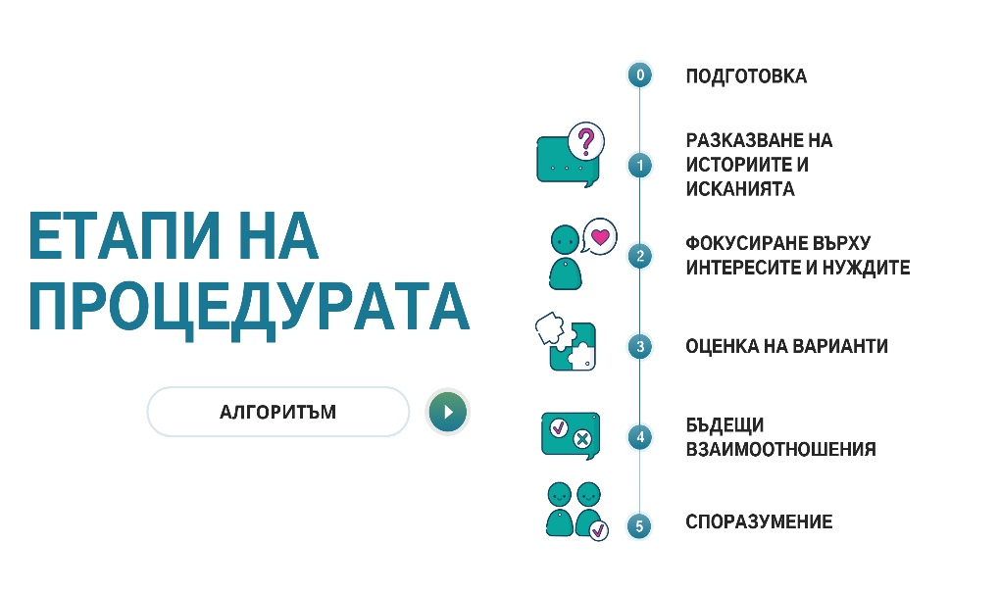 ЕТАПИ НА
ПРОЦЕДУРАТА
АЛГОРИТЪМ
0
ПОДГОТОВКА
?
1
РАЗКАЗВАНЕ НА
ИСТОРИИТЕ И
ИСКАНИЯТА
2
ФОКУСИРАНЕ ВЪРХУ
ИНТЕРЕСИТЕ И НУЖДИТЕ
3
ОЦЕНКА НА ВАРИАНТИ
4
БЪДЕЩИ
ВЗАИМООТНОШЕНИЯ
5
СПОРАЗУМЕНИЕ